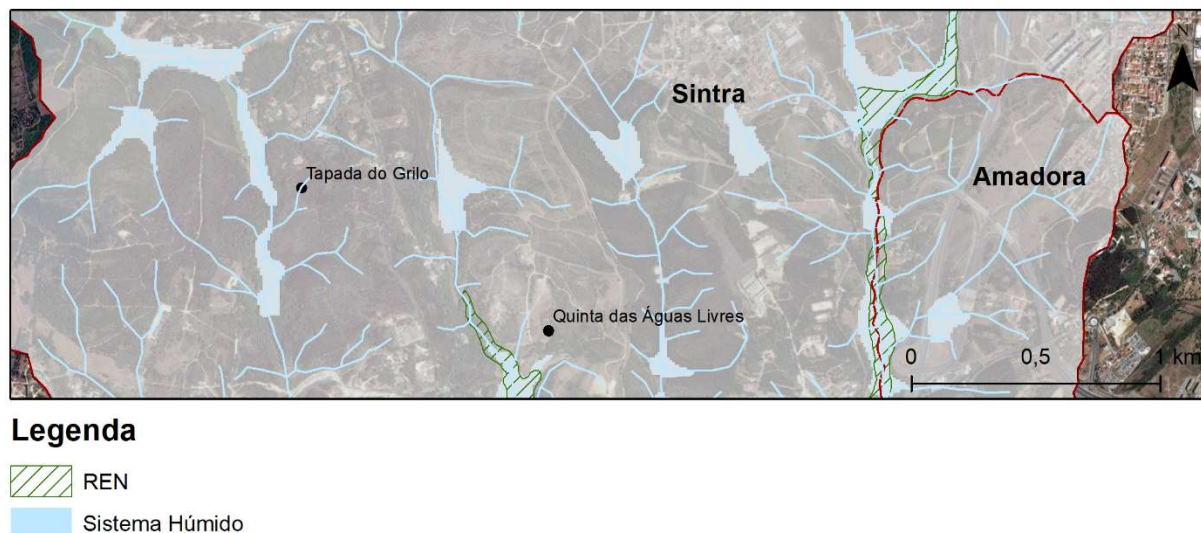 N
Sintra
Tapada do Grilo
Amadora
Quinta das Águas Livres
0 0,5 1 km
Legenda
REN
Sistema Húmido